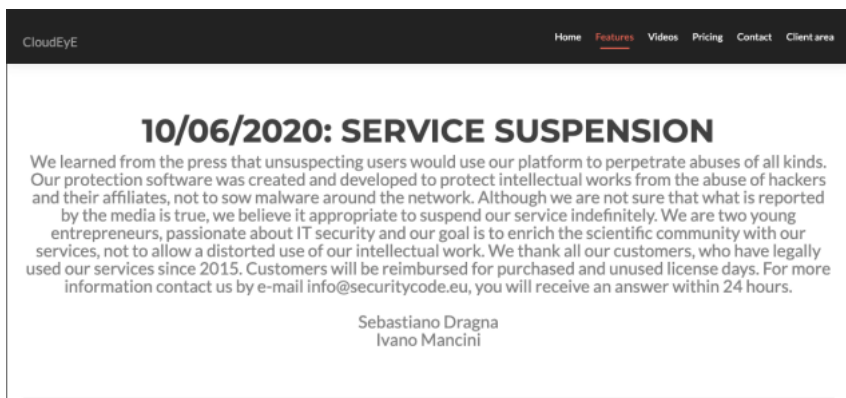 CloudEyE
Home Features Videos Pricing Contact Client area
10/06/2020: SERVICE SUSPENSION
We learned from the press that unsuspecting users would use our platform to perpetrate abuses of all kinds.
Our protection software was created and developed to protect intellectual works from the abuse of hackers
and their affiliates, not to sow malware around the network. Although we are not sure that what is reported
by the media is true, we believe it appropriate to suspend our service indefinitely. We are two young
entrepreneurs, passionate about IT security and our goal is to enrich the scientific community with our
services, not to allow a distorted use of our intellectual work. We thank all our customers, who have legally
used our services since 2015. Customers will be reimbursed for purchased and unused license days. For more
information contact us by e-mail info@securitycode.eu, you will receive an answer within 24 hours.
Sebastiano Dragna
Ivano Mancini